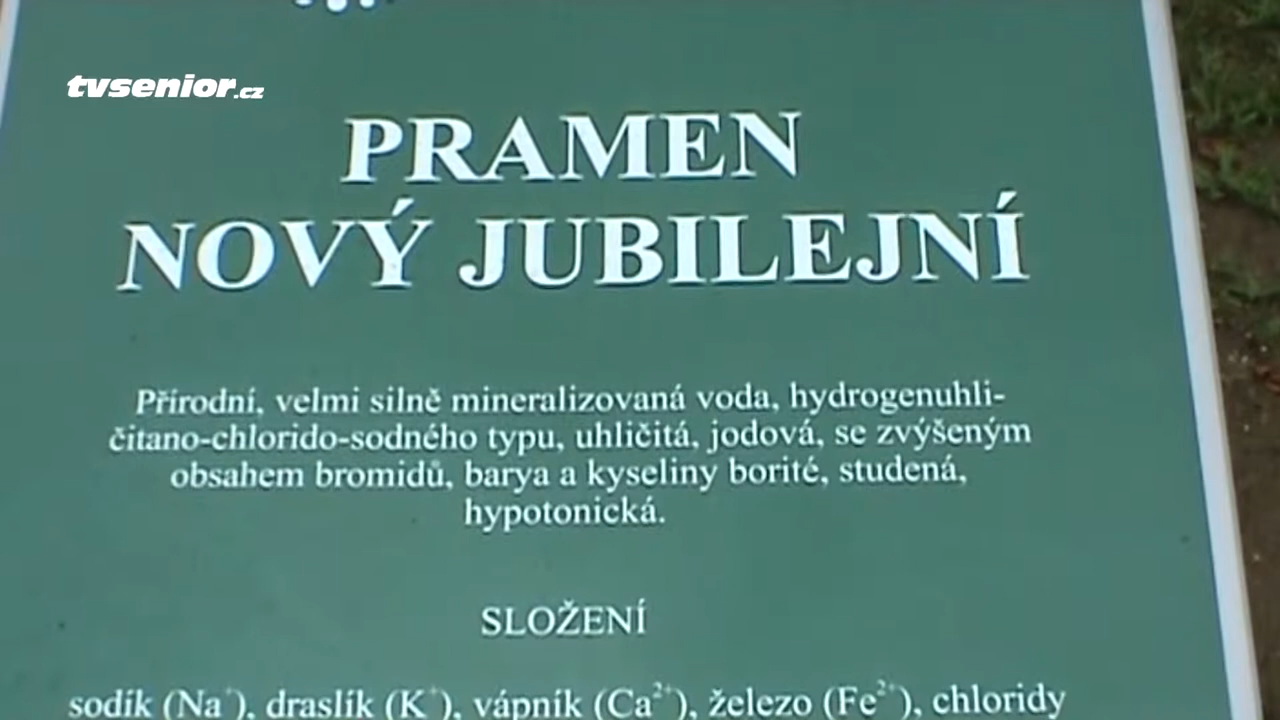 tvsenior.cz
PRAMEN
NOVÝ JUBILEJNÍ
Přírodní, velmi silně mineralizovaná voda, hydrogenuhli-
čitano-chlorido-sodného typu, uhličitá, jodová, se zvýšeným
obsahem bromidů, barya a kyseliny borité, studená,
hypotonická.
SLOŽENÍ
sodík (Na⁺), draslík (K⁺), vápník (Ca²⁺), železo (Fe²⁺), chloridy